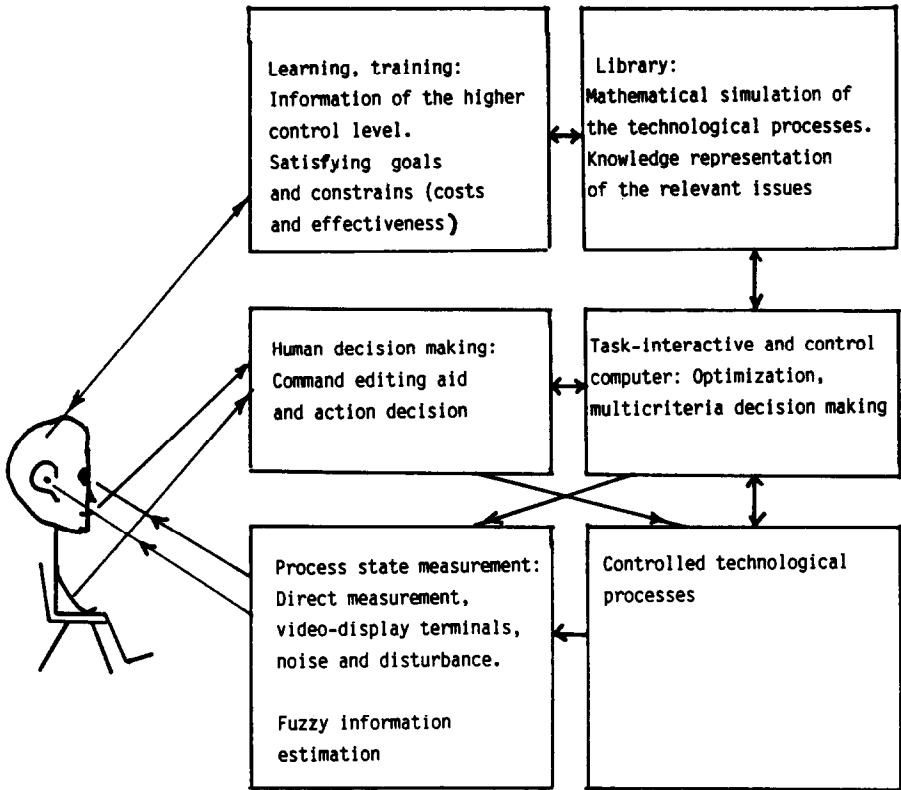 Learning, training:
Information of the higher
control level.
Satisfying goals
and constrains (costs
and effectiveness)
Library:
Mathematical simulation of
the technological processes.
Knowledge representation
of the relevant issues
Human decision making:
Command editing aid
and action decision
Task-interactive and control
computer: Optimization,
multicriteria decision making
Process state measurement:
Direct measurement,
video-display terminals,
noise and disturbance.
Fuzzy information
estimation
Controlled technological
processes